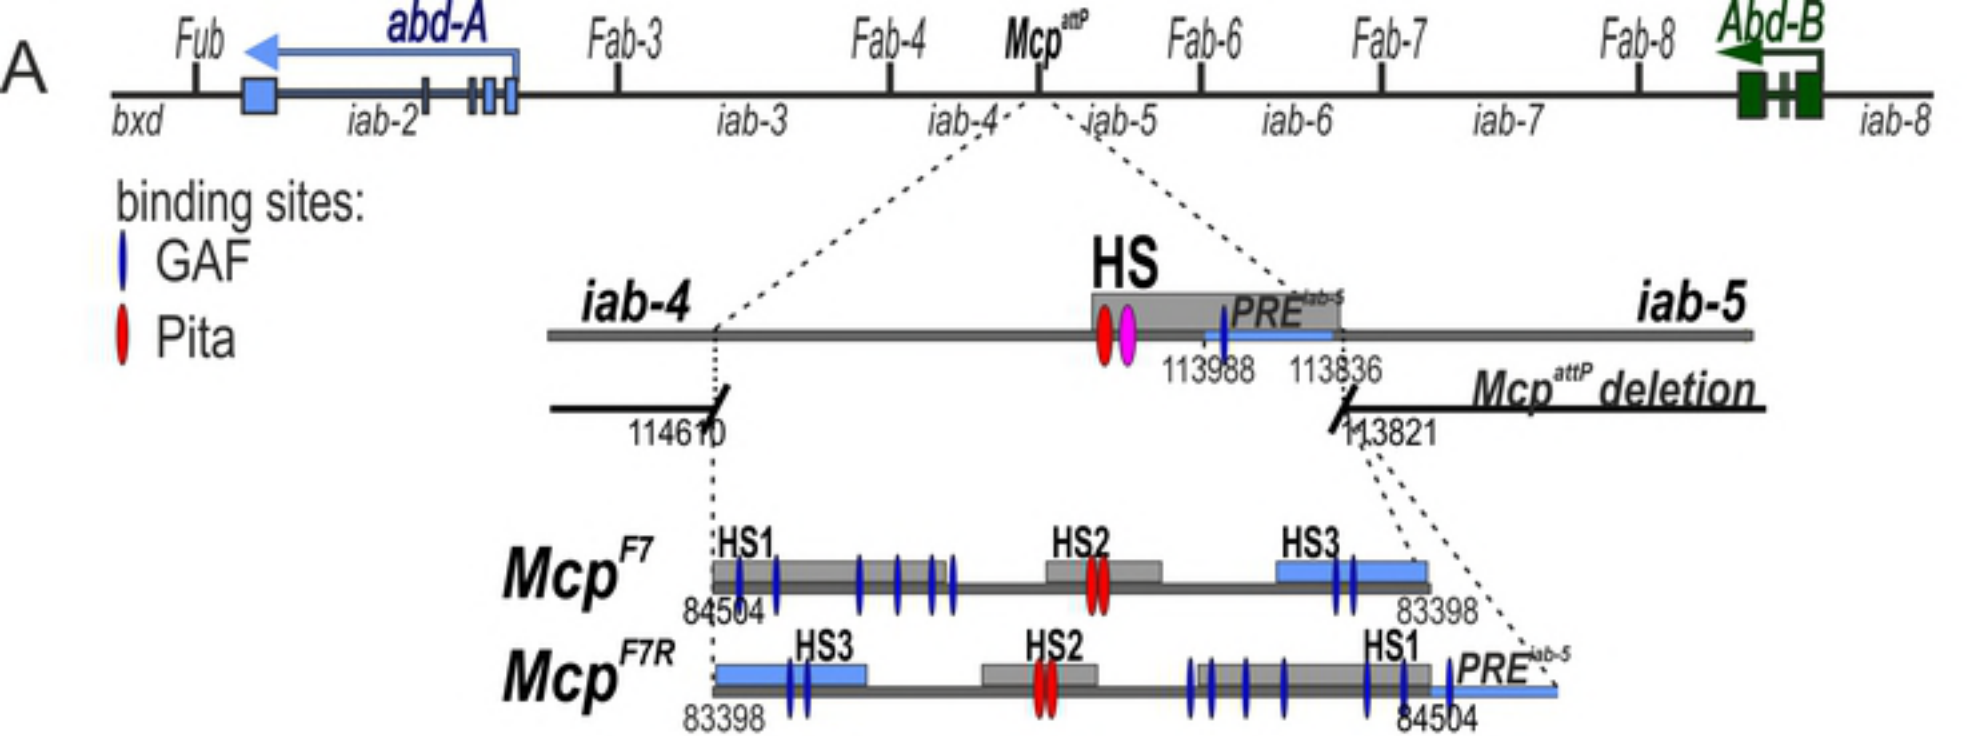 A
Fub abd-A Fab-3 Fab-4 Mcp^attP Fab-6 Fab-7 Fab-8 Abd-B
bxd iab-2 iab-3 iab-4 iab-5 iab-6 iab-7 iab-8
binding sites:
GAF
Pita
HS
iab-4 PRE^iab-5 iab-5
113988 113836
Mcp^attP deletion
114610 113821
HS1 HS2 HS3
Mcp^F7
84504 83398
HS3 HS2 HS1
Mcp^F7R PRE^iab-5
83398 84504